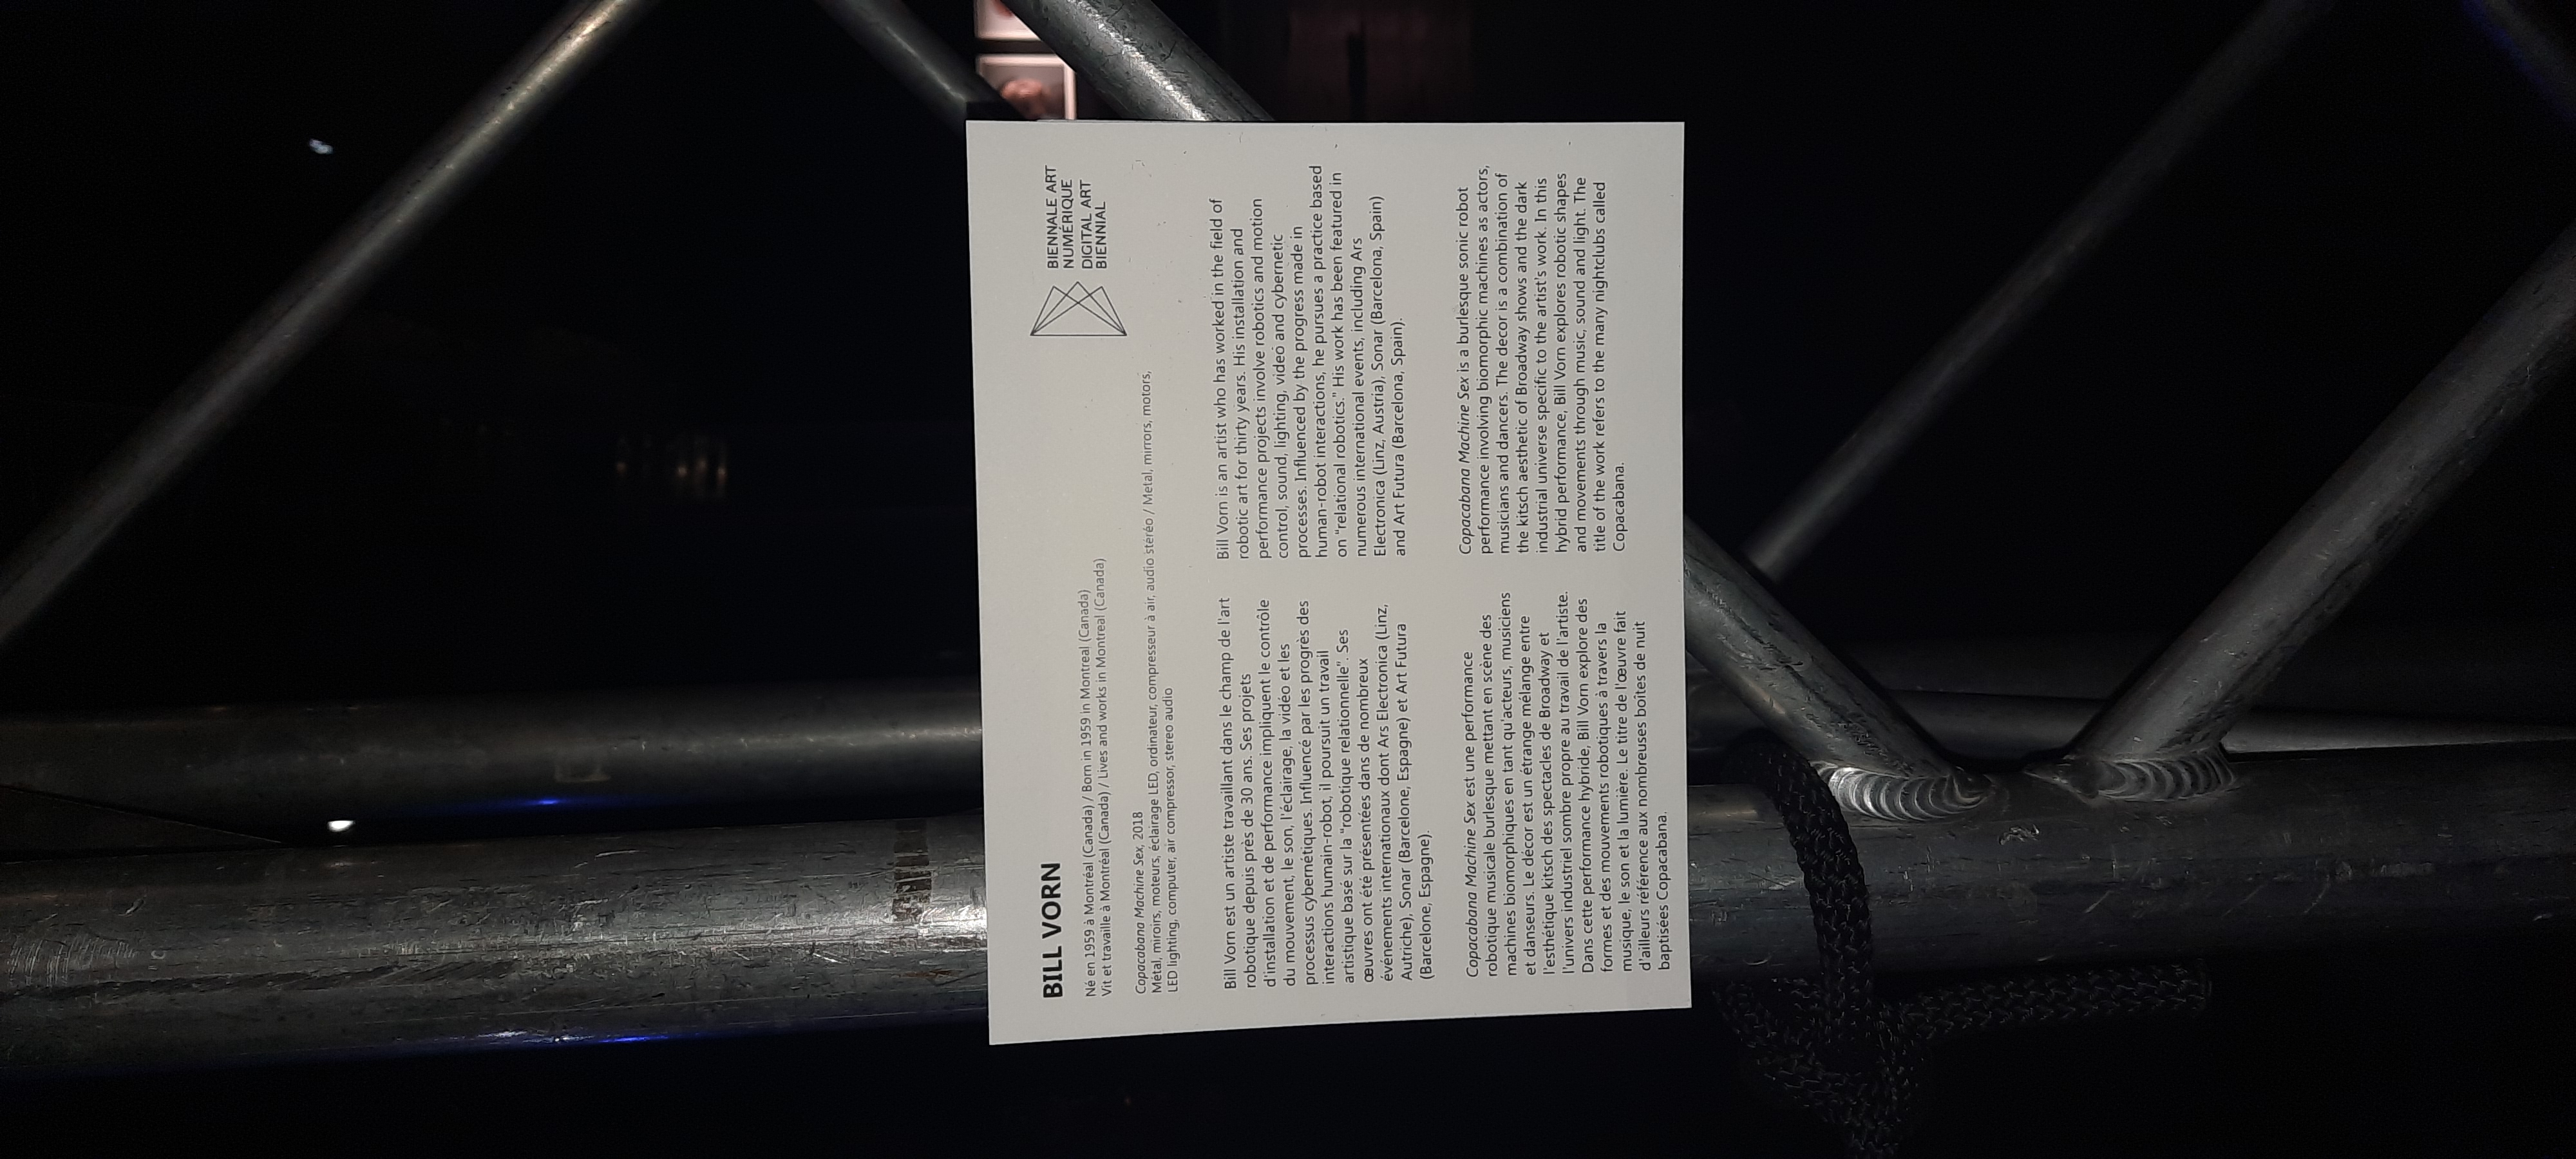 BILL VORN
Né en 1959 à Montréal (Canada) / Born in 1959 in Montreal (Canada)
Vit et travaille à Montréal (Canada) / Lives and works in Montreal (Canada)
BIENNALE ART
NUMÉRIQUE
DIGITAL ART
BIENNIAL
Copacabana Machine Sex, 2018
Métal, miroirs, moteurs, éclairage LED, ordinateur, compresseur à air, audio stéréo / Metal, mirrors, motors,
LED lighting, computer, air compressor, stereo audio
Bill Vorn est un artiste travaillant dans le champ de l'art
robotique depuis près de 30 ans. Ses projets
d'installation et de performance impliquent le contrôle
du mouvement, le son, l'éclairage, la vidéo et les
processus cybernétiques. Influencé par les progrès des
interactions humain-robot, il poursuit un travail
artistique basé sur la "robotique relationnelle". Ses
œuvres ont été présentées dans de nombreux
événements internationaux dont Ars Electronica (Linz,
Autriche), Sonar (Barcelone, Espagne) et Art Futura
(Barcelone, Espagne).
Copacabana Machine Sex est une performance
robotique musicale burlesque mettant en scène des
machines biomorphiques en tant qu'acteurs, musiciens
et danseurs. Le décor est un étrange mélange entre
l'esthétique kitsch des spectacles de Broadway et
l'univers industriel sombre propre au travail de l'artiste.
Dans cette performance hybride, Bill Vorn explore des
formes et des mouvements robotiques à travers la
musique, le son et la lumière. Le titre de l'œuvre fait
d'ailleurs référence aux nombreuses boîtes de nuit
baptisées Copacabana.
Bill Vorn is an artist who has worked in the field of
robotic art for thirty years. His installation and
performance projects involve robotics and motion
control, sound, lighting, video and cybernetic
processes. Influenced by the progress made in
human-robot interactions, he pursues a practice based
on “relational robotics.” His work has been featured in
numerous international events, including Ars
Electronica (Linz, Austria), Sonar (Barcelona, Spain)
and Art Futura (Barcelona, Spain).
Copacabana Machine Sex is a burlesque sonic robot
performance involving biomorphic machines as actors,
musicians and dancers. The decor is a combination of
the kitsch aesthetic of Broadway shows and the dark
industrial universe specific to the artist's work. In this
hybrid performance, Bill Vorn explores robotic shapes
and movements through music, sound and light. The
title of the work refers to the many nightclubs called
Copacabana.